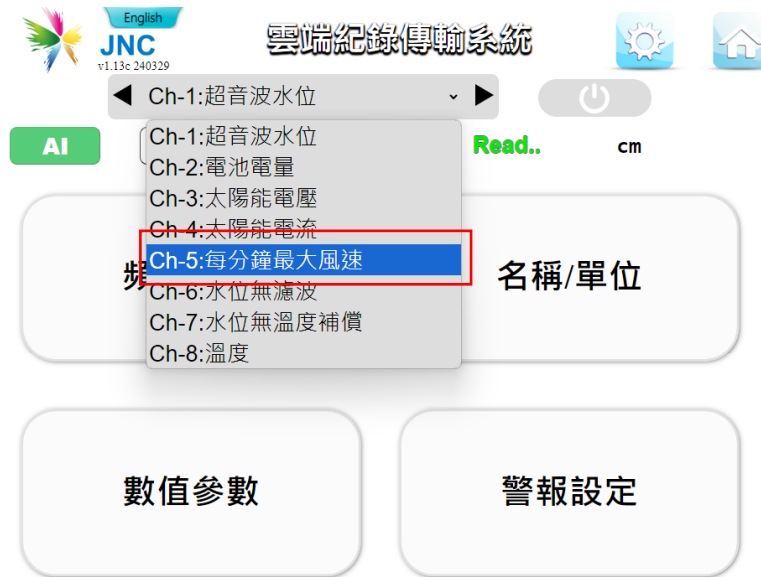 English
JNC
v1.13c 240329
雲端紀錄傳輸系統
Ch-1:超音波水位
AI
Read..
cm
Ch-1:超音波水位
Ch-2:電池電量
Ch-3:太陽能電壓
Ch-4:太陽能電流
Ch-5:每分鐘最大風速
Ch-6:水位無濾波
Ch-7:水位無溫度補償
Ch-8:溫度
名稱/單位
數值參數
警報設定